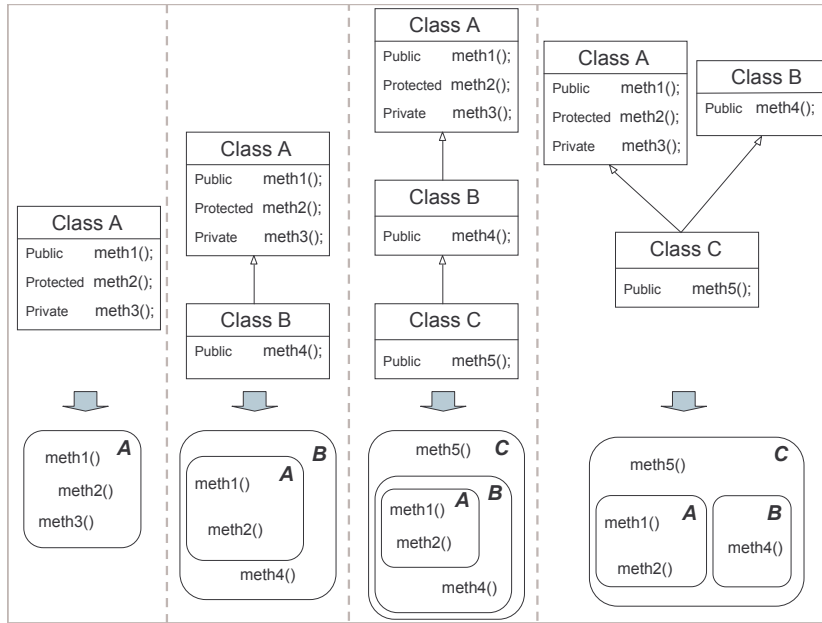 Class A
Public meth1();
Protected meth2();
Private meth3();
A
meth1()
meth2()
meth3()
Class A
Public meth1();
Protected meth2();
Private meth3();
Class B
Public meth4();
B
A
meth1()
meth2()
meth4()
Class A
Public meth1();
Protected meth2();
Private meth3();
Class B
Public meth4();
Class C
Public meth5();
meth5() C
B
A
meth1()
meth2()
meth4()
Class A
Public meth1();
Protected meth2();
Private meth3();
Class B
Public meth4();
Class C
Public meth5();
meth5() C
A
meth1()
meth2()
B
meth4()